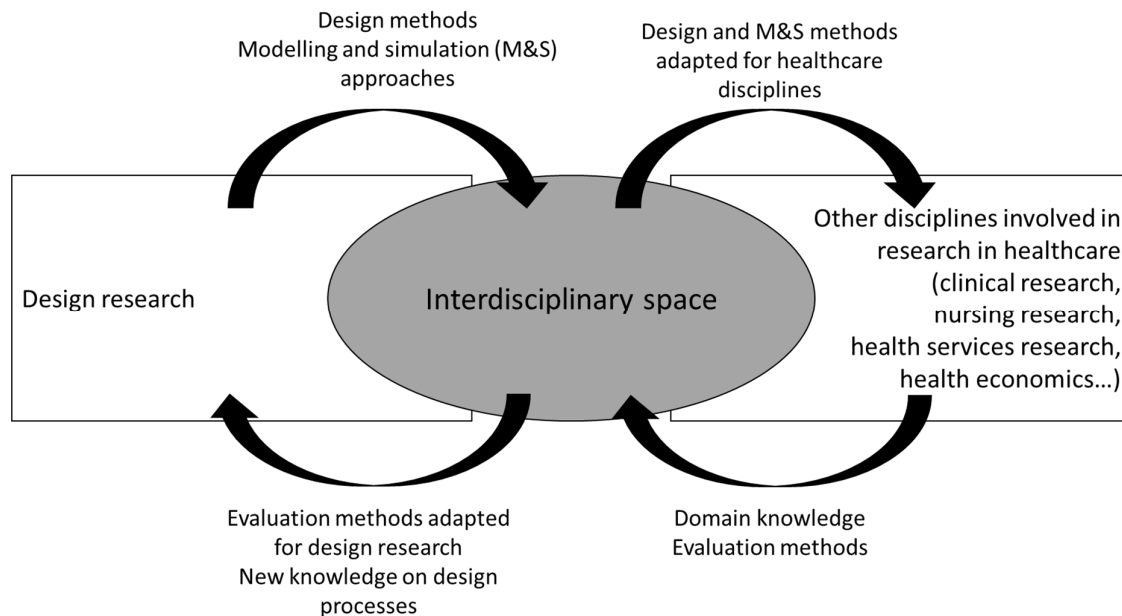 Design methods
Modelling and simulation (M&S)
approaches
Design and M&S methods
adapted for healthcare
disciplines
Design research
Interdisciplinary space
Other disciplines involved in
research in healthcare
(clinical research,
nursing research,
health services research,
health economics…)
Evaluation methods adapted
for design research
New knowledge on design
processes
Domain knowledge
Evaluation methods